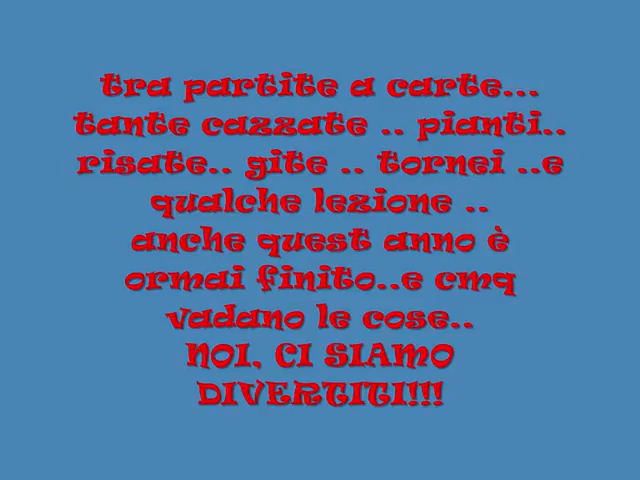 tra partite a carte...
tante cazzate .. pianti..
risate.. gite .. tornei ..e
qualche lezione ..
anche quest anno è
ormai finito..e cmq
vadano le cose..
NOI, CI SIAMO
DIVERTITI!!!